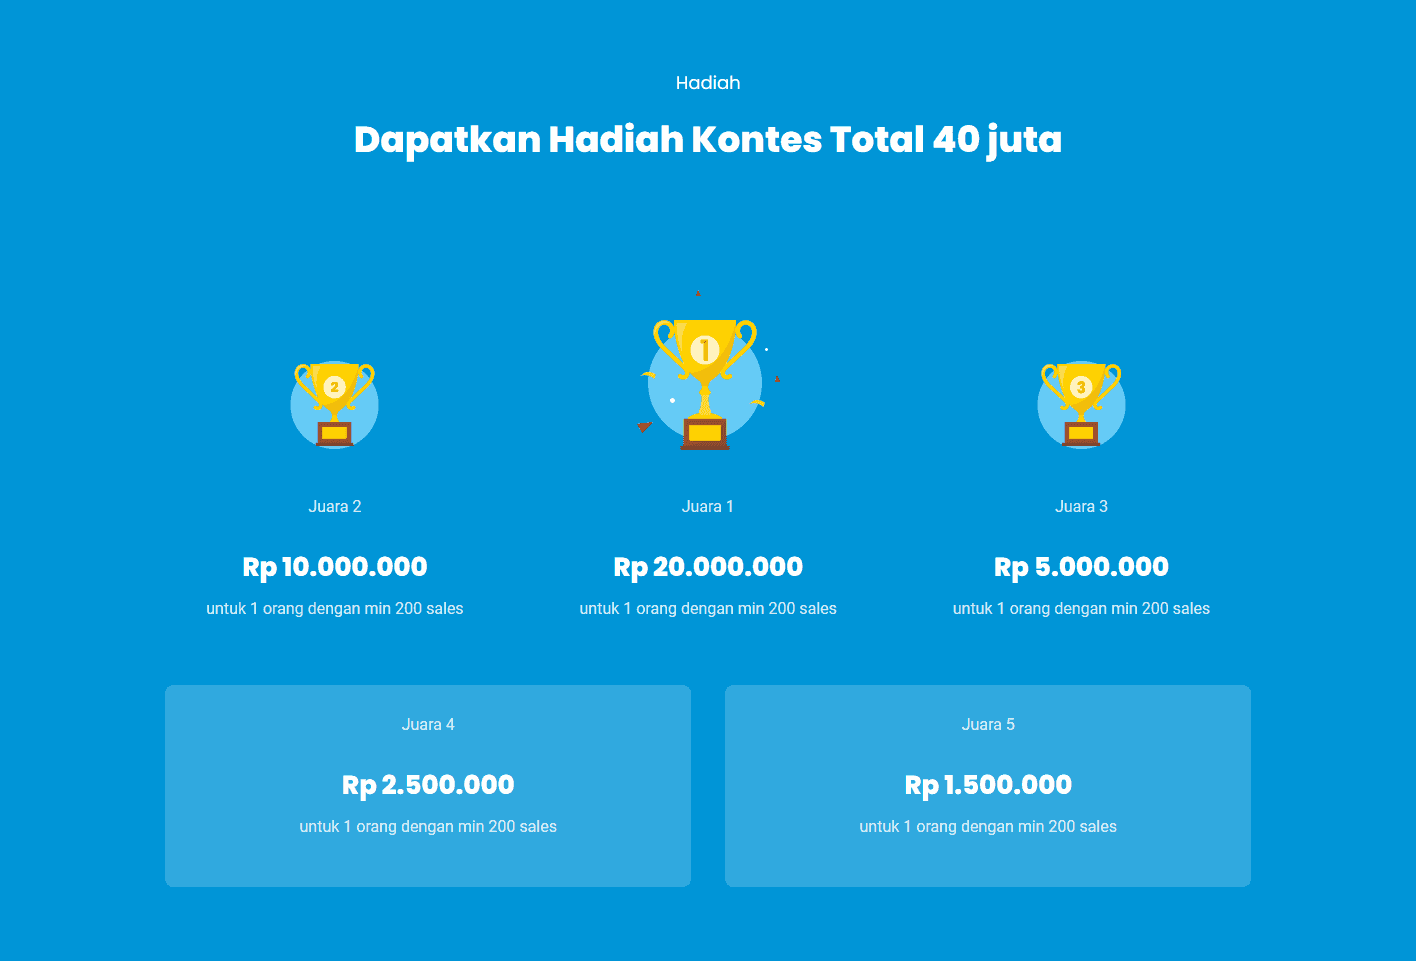 Hadiah
Dapatkan Hadiah Kontes Total 40 juta
2
1
3
Juara 2
Rp 10.000.000
untuk 1 orang dengan min 200 sales
Juara 1
Rp 20.000.000
untuk 1 orang dengan min 200 sales
Juara 3
Rp 5.000.000
untuk 1 orang dengan min 200 sales
Juara 4
Rp 2.500.000
untuk 1 orang dengan min 200 sales
Juara 5
Rp 1.500.000
untuk 1 orang dengan min 200 sales